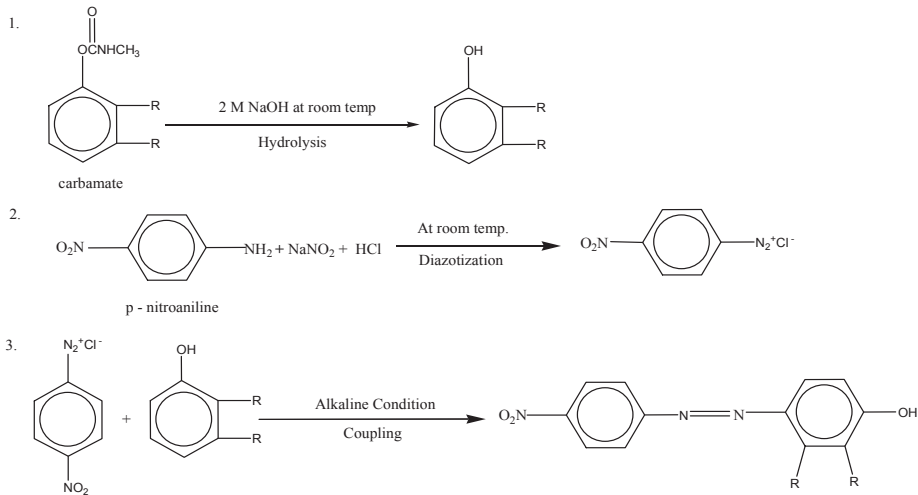 1.
O
OCNHCH₃
R
R
carbamate
2 M NaOH at room temp
Hydrolysis
OH
R
R
2.
O₂N
NH₂ + NaNO₂ + HCl
p - nitroaniline
At room temp.
Diazotization
O₂N
N₂⁺Cl⁻
3.
N₂⁺Cl⁻
NO₂
+
OH
R
R
Alkaline Condition
Coupling
O₂N
N
N
OH
R
R